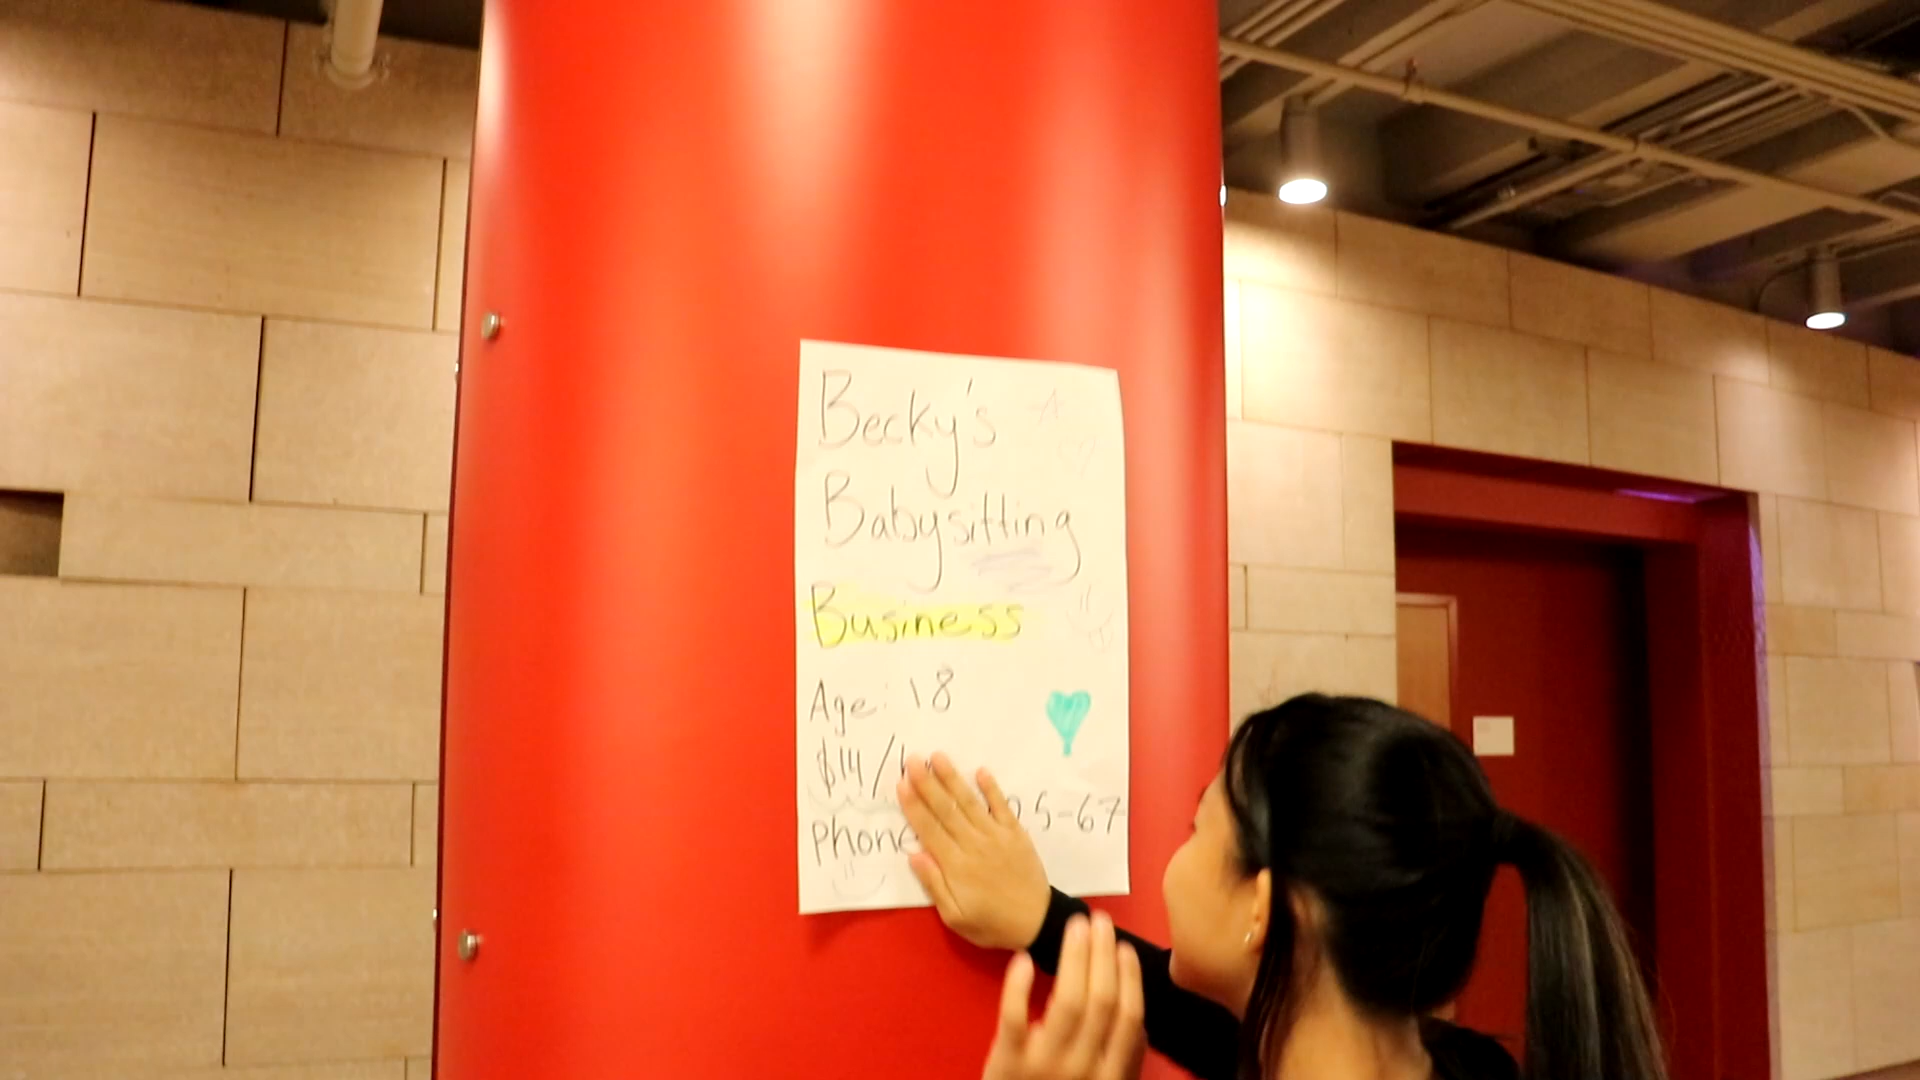 Becky's
Babysitting
Business
Age: 18
$14/
phone 5-67